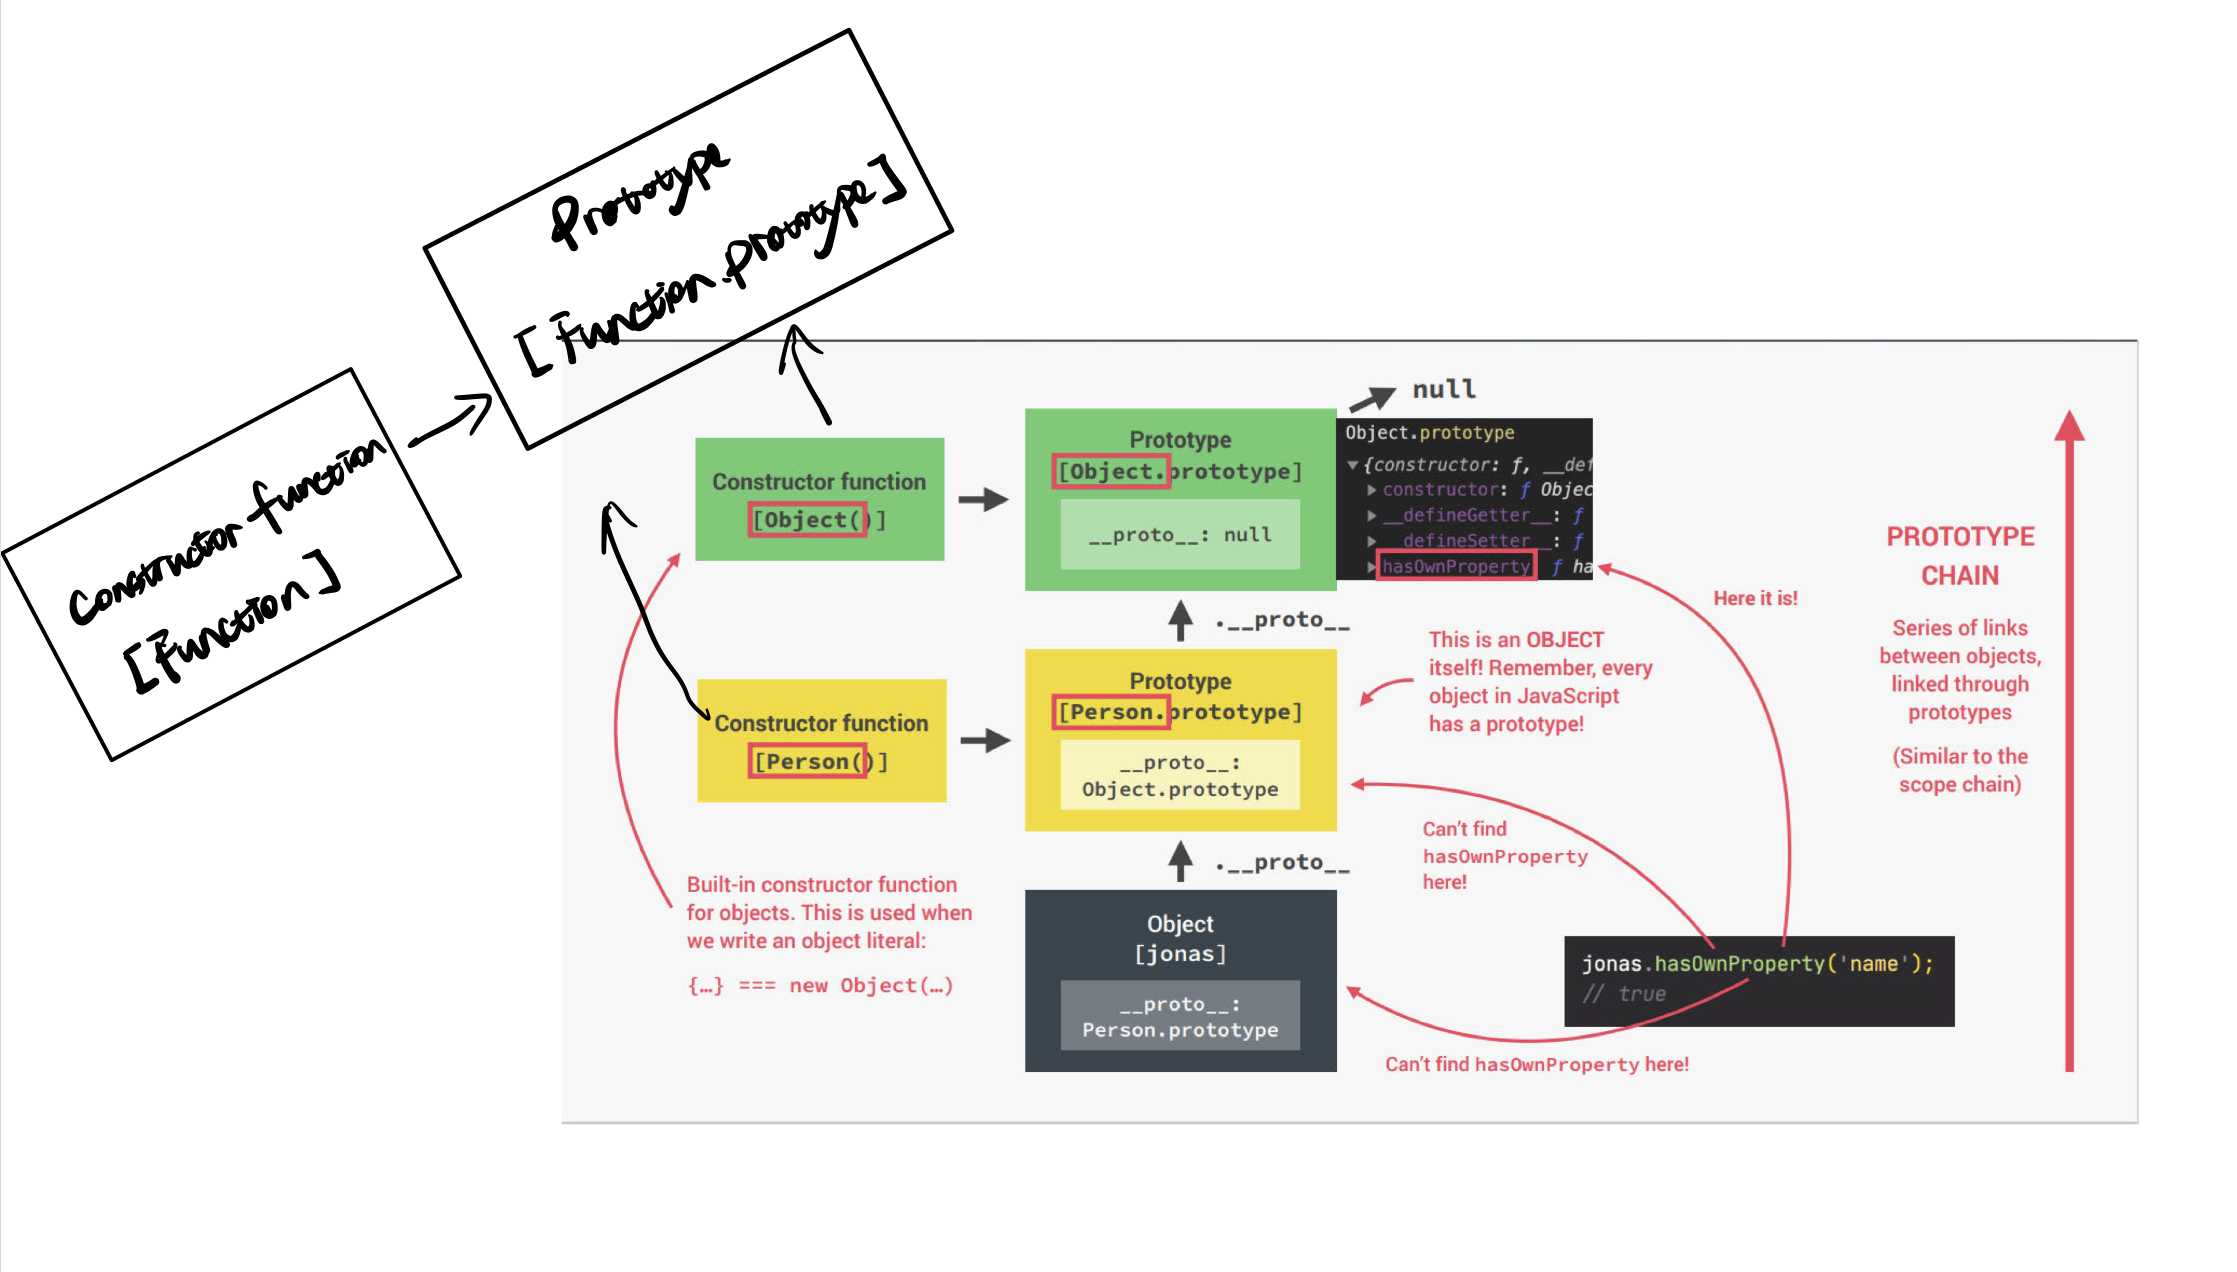 Prototype
[Function.prototype]
Constructor function
[Function]
null
Constructor function
[Object()]
Prototype
[Object.prototype]
__proto__: null
Object.prototype
▼{constructor: ƒ, __def
▶constructor: ƒ Objec
▶__defineGetter__: ƒ
▶__defineSetter__: ƒ
▶hasOwnProperty ƒ ha
PROTOTYPE
CHAIN
Series of links
between objects,
linked through
prototypes
(Similar to the
scope chain)
Here it is!
.__proto__
This is an OBJECT
itself! Remember, every
object in JavaScript
has a prototype!
Constructor function
[Person()]
Prototype
[Person.prototype]
__proto__:
Object.prototype
Can't find
hasOwnProperty
here!
.__proto__
Built-in constructor function
for objects. This is used when
we write an object literal:
{…} === new Object(…)
Object
[jonas]
__proto__:
Person.prototype
jonas.hasOwnProperty('name');
// true
Can't find hasOwnProperty here!